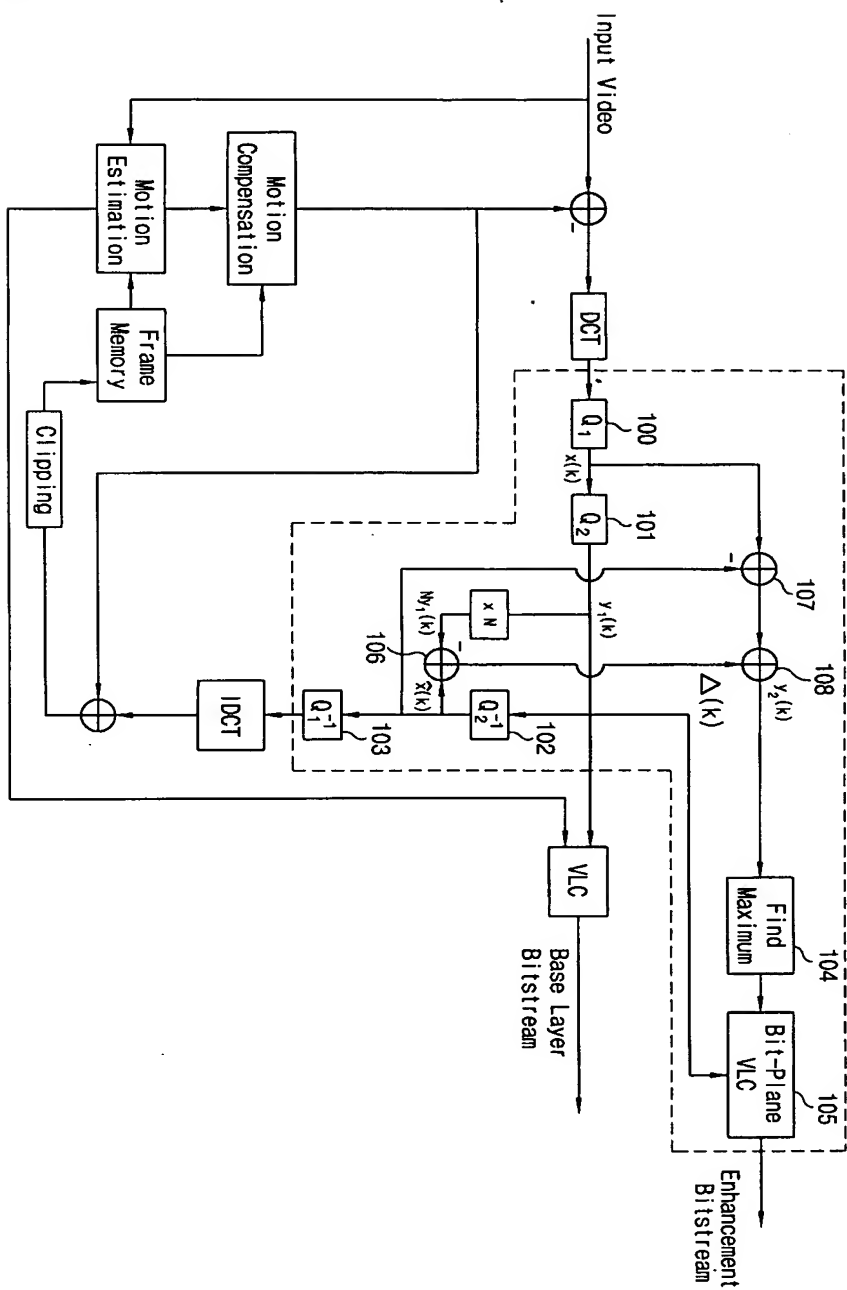 Input Video
DCT
100
Q1
x(k)
101
Q2
107
108
y2(k)
Δ(k)
Find
Maximum
104
Bit-Plane
VLC
105
Enhancement
Bitstream
y1(k)
x N
Ny1(k)
106
x̂(k)
Q2-1
102
Q1-1
103
IDCT
VLC
Base Layer
Bitstream
Motion
Compensation
Motion
Estimation
Frame
Memory
Clipping